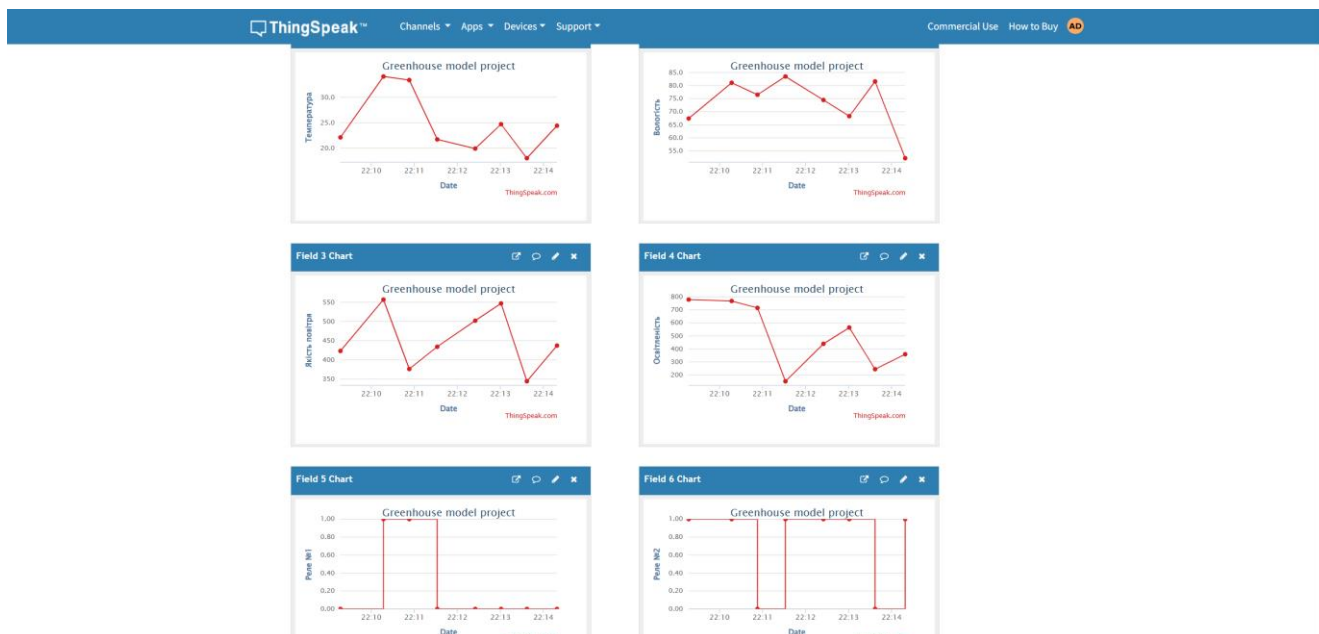 ThingSpeak™ Channels Apps Devices Support Commercial Use How to Buy AD
Greenhouse model project
Температура
30.0
25.0
20.0
22:10 22:11 22:12 22:13 22:14
Date
ThingSpeak.com
Greenhouse model project
Вологість
85.0
80.0
75.0
70.0
65.0
60.0
55.0
22:10 22:11 22:12 22:13 22:14
Date
ThingSpeak.com
Field 3 Chart
Greenhouse model project
Якість повітря
550
500
450
400
350
22:10 22:11 22:12 22:13 22:14
Date
ThingSpeak.com
Field 4 Chart
Greenhouse model project
Освітленість
800
700
600
500
400
300
200
22:10 22:11 22:12 22:13 22:14
Date
ThingSpeak.com
Field 5 Chart
Greenhouse model project
Реле №1
1.00
0.80
0.60
0.40
0.20
0.00
22:10 22:11 22:12 22:13 22:14
Date
Field 6 Chart
Greenhouse model project
Реле №2
1.00
0.80
0.60
0.40
0.20
0.00
22:10 22:11 22:12 22:13 22:14
Date